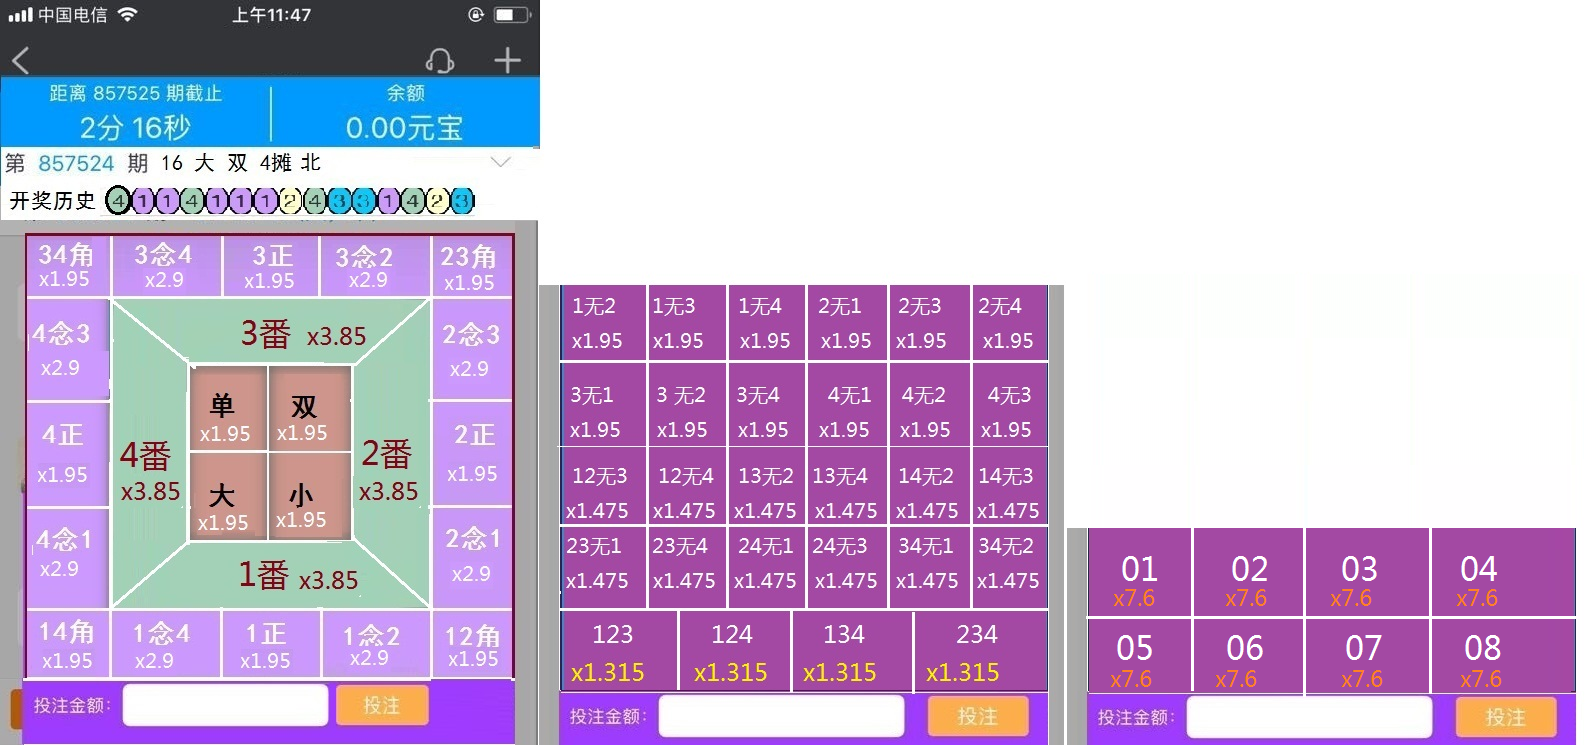 中国电信 上午11:47
距离 857525 期截止 余额
2分 16秒 0.00元宝
第 857524 期 16 大 双 4摊 北
开奖历史 4 1 1 4 1 1 1 2 4 3 3 1 4 2 3
34角 3念4 3正 3念2 23角
x1.95 x2.9 x1.95 x2.9 x1.95
4念3 3番 x3.85 2念3
x2.9 x2.9
单 双
x1.95 x1.95
4正 4番 2番 2正
x1.95 x3.85 x3.85 x1.95
大 小
x1.95 x1.95
4念1 1番 x3.85 2念1
x2.9 x2.9
14角 1念4 1正 1念2 12角
x1.95 x2.9 x1.95 x2.9 x1.95
投注金额: 投注
1无2 1无3 1无4 2无1 2无3 2无4
x1.95 x1.95 x1.95 x1.95 x1.95 x1.95
3无1 3 无2 3无4 4无1 4无2 4无3
x1.95 x1.95 x1.95 x1.95 x1.95 x1.95
12无3 12无4 13无2 13无4 14无2 14无3
x1.475 x1.475 x1.475 x1.475 x1.475 x1.475
23无1 23无4 24无1 24无3 34无1 34无2
x1.475 x1.475 x1.475 x1.475 x1.475 x1.475
123 124 134 234
x1.315 x1.315 x1.315 x1.315
投注金额: 投注
01 02 03 04
x7.6 x7.6 x7.6 x7.6
05 06 07 08
x7.6 x7.6 x7.6 x7.6
投注金额: 投注